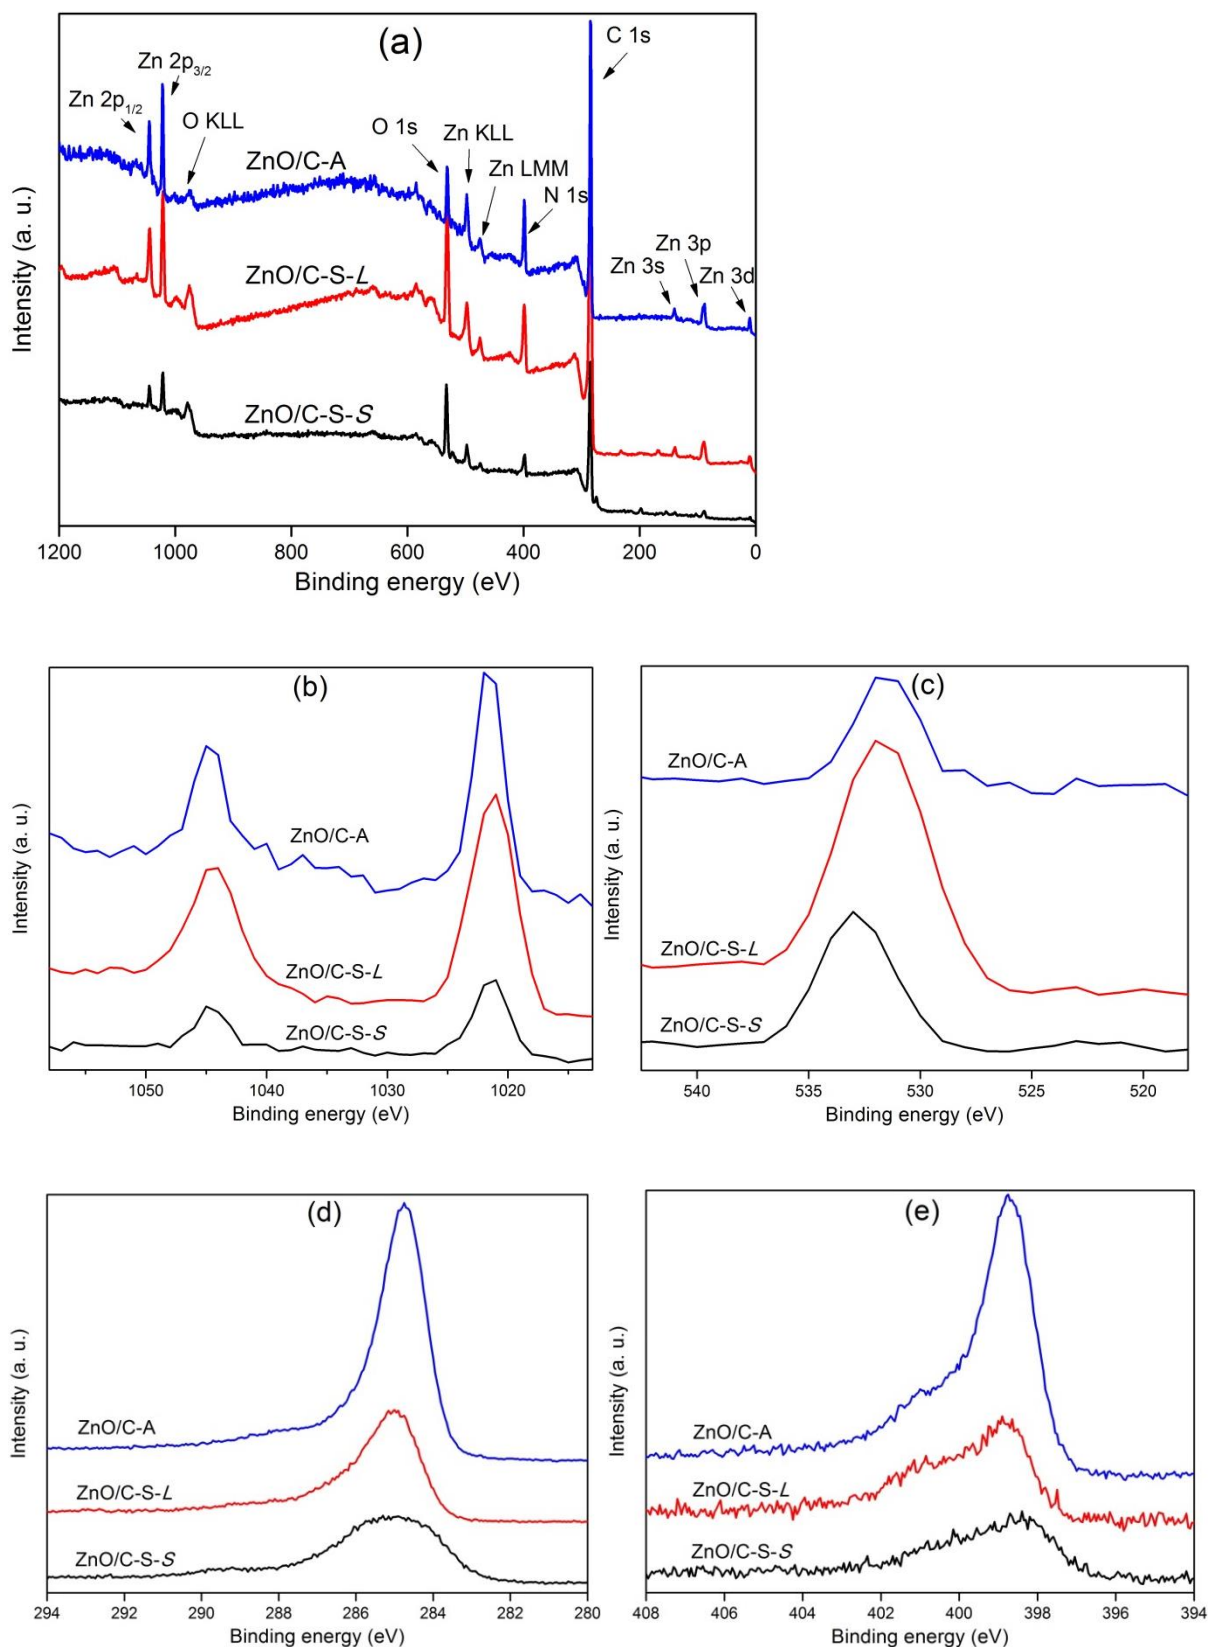 (a)
C 1s
Zn 2p3/2
Zn 2p1/2
O KLL
O 1s
Zn KLL
ZnO/C-A
Zn LMM
N 1s
Zn 3p
Zn 3s
Zn 3d
ZnO/C-S-L
ZnO/C-S-S
Intensity (a. u.)
1200 1000 800 600 400 200 0
Binding energy (eV)
(b)
ZnO/C-A
ZnO/C-S-L
ZnO/C-S-S
Intensity (a. u.)
1050 1040 1030 1020
Binding energy (eV)
(c)
ZnO/C-A
ZnO/C-S-L
ZnO/C-S-S
Intensity (a. u.)
540 535 530 525 520
Binding energy (eV)
(d)
ZnO/C-A
ZnO/C-S-L
ZnO/C-S-S
Intensity (a. u.)
294 292 290 288 286 284 282 280
Binding energy (eV)
(e)
ZnO/C-A
ZnO/C-S-L
ZnO/C-S-S
Intensity (a. u.)
408 406 404 402 400 398 396 394
Binding energy (eV)